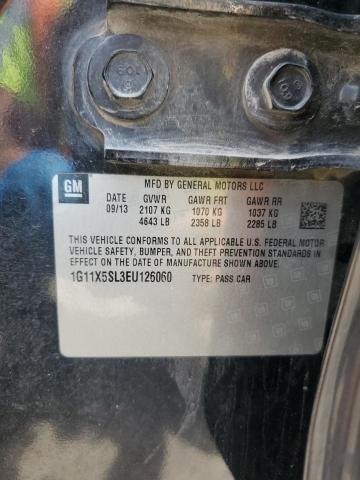 GM
MFD BY GENERAL MOTORS LLC
DATE GVWR GAWR FRT GAWR RR
09/13 2107 KG 1070 KG 1037 KG
4643 LB 2358 LB 2285 LB
THIS VEHICLE CONFORMS TO ALL APPLICABLE U.S. FEDERAL MOTOR
VEHICLE SAFETY, BUMPER, AND THEFT PREVENTION STANDARDS IN
EFFECT ON THE DATE OF MANUFACTURE SHOWN ABOVE.
1G11X5SL3EU126060 TYPE: PASS CAR